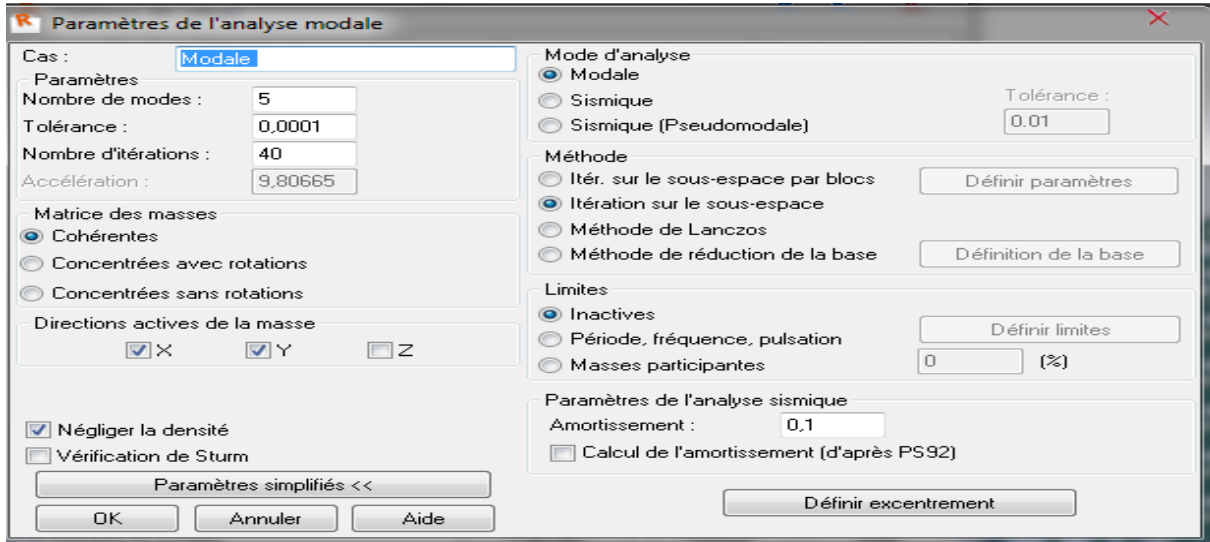 R Paramètres de l'analyse modale
Cas : Modale
Paramètres
Nombre de modes : 5
Tolérance : 0,0001
Nombre d'itérations : 40
Accélération : 9,80665
Matrice des masses
Cohérentes
Concentrées avec rotations
Concentrées sans rotations
Directions actives de la masse
X Y Z
Négliger la densité
Vérification de Sturm
Paramètres simplifiés <<
OK Annuler Aide
Mode d'analyse
Modale
Sismique Tolérance :
Sismique (Pseudomodale) 0.01
Méthode
Itér. sur le sous-espace par blocs Définir paramètres
Itération sur le sous-espace
Méthode de Lanczos
Méthode de réduction de la base Définition de la base
Limites
Inactives Définir limites
Période, fréquence, pulsation
Masses participantes 0 (%)
Paramètres de l'analyse sismique
Amortissement : 0,1
Calcul de l'amortissement (d'après PS92)
Définir excentrement